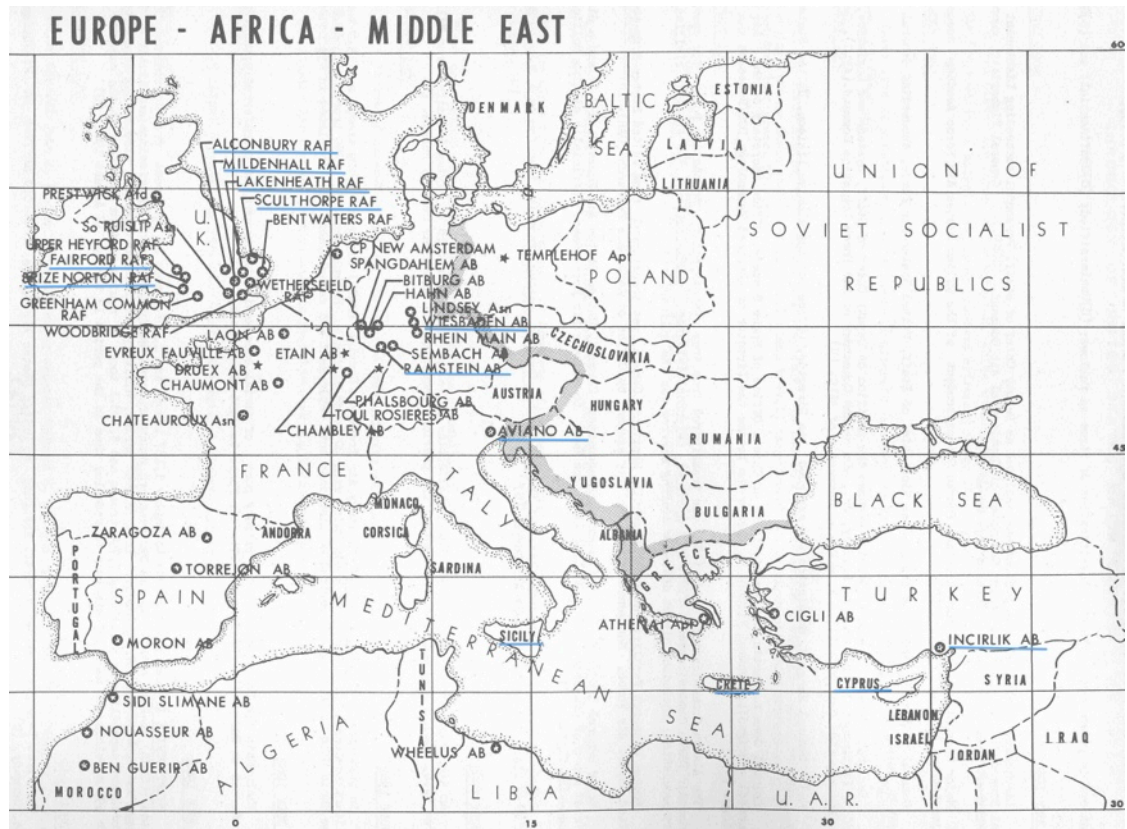 EUROPE - AFRICA - MIDDLE EAST
60
DENMARK
BALTIC
SEA
ESTONIA
LATVIA
LITHUANIA
UNION OF
SOVIET SOCIALIST
REPUBLICS
ALCONBURY RAF
MILDENHALL RAF
LAKENHEATH RAF
SCULTHORPE RAF
BENTWATERS RAF
PRESTWICK Afd
U.
K.
So RUISLIP Asn
UPPER HEYFORD RAF
FAIRFORD RAF
BRIZE NORTON RAF
GREENHAM COMMON
RAF
WOODBRIDGE RAF
WETHERSFIELD
RAF
CP NEW AMSTERDAM
SPANGDAHLEM AB
BITBURG AB
HAHN AB
LINDSEY Asn
WIESBADEN AB
RHEIN MAIN AB
SEMBACH AB
RAMSTEIN AB
TEMPLEHOF Apt
POLAND
CZECHOSLOVAKIA
LAON AB
EVREUX FAUVILLE AB
DRUEX AB
CHAUMONT AB
ETAIN AB
PHALSBOURG AB
TOUL ROSIERES AB
CHAMBLEY AB
CHATEAUROUX Asn
AUSTRIA
HUNGARY
AVIANO AB
RUMANIA
45
FRANCE
ITALY
YUGOSLAVIA
BULGARIA
BLACK SEA
MONACO
CORSICA
ANDORRA
ALBANIA
GREECE
ZARAGOZA AB
TORREJON AB
PORTUGAL
SPAIN
MORON AB
SARDINA
MEDITERRANEAN
SEA
SICILY
ATHENAI Apt
TURKEY
CIGLI AB
INCIRLIK AB
CRETE
CYPRUS
SYRIA
LEBANON
ISRAEL
JORDAN
IRAQ
SIDI SLIMANE AB
NOUASSEUR AB
BEN GUERIR AB
MOROCCO
ALGERIA
TUNISIA
WHEELUS AB
LIBYA
U.A.R.
30
0
15
30